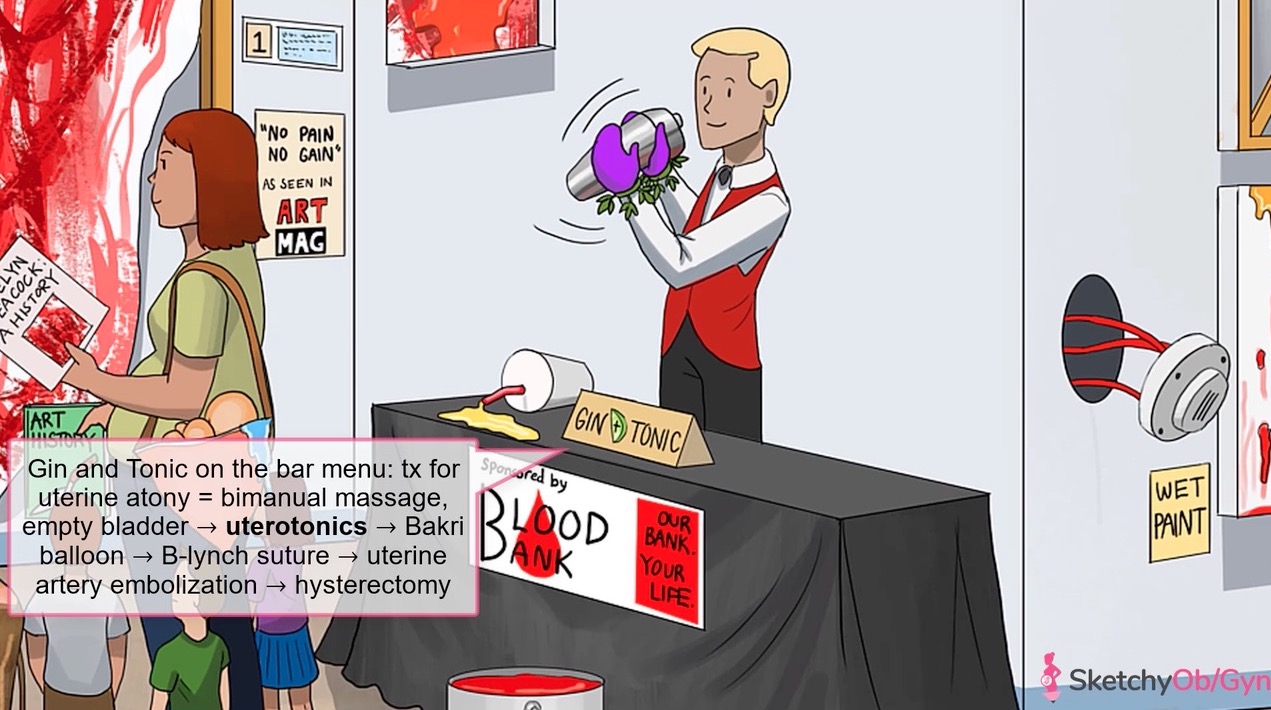 1
"NO PAIN
NO GAIN"
AS SEEN IN
ART
MAG
A HISTORY
ART
HISTORY
GIN + TONIC
Gin and Tonic on the bar menu: tx for
uterine atony = bimanual massage,
empty bladder → uterotonics → Bakri
balloon → B-lynch suture → uterine
artery embolization → hysterectomy
Sponsored by
BLOOD
BANK
OUR
BANK.
YOUR
LIFE.
WET
PAINT
SketchyOb/Gyn